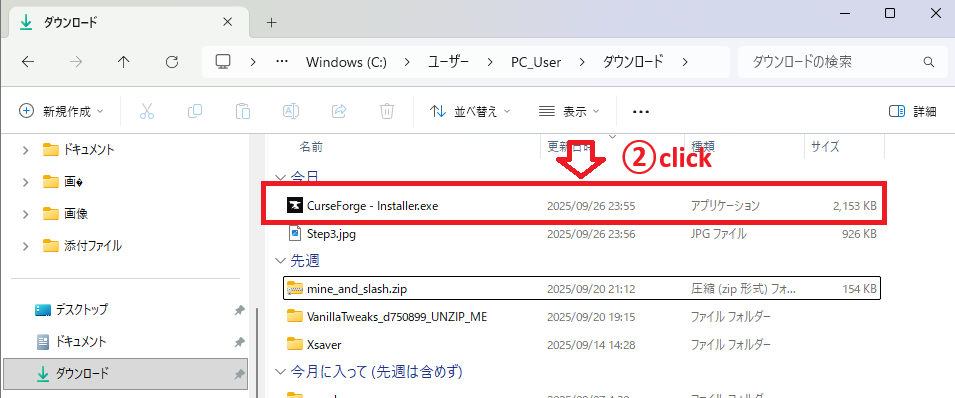 ダウンロード
Windows (C:) ユーザー PC_User ダウンロード ダウンロードの検索
新規作成 並べ替え 表示 詳細
名前 更新日時 種類 サイズ
②click
ドキュメント
画�
画像
添付ファイル
デスクトップ
ドキュメント
ダウンロード
今日
CurseForge - Installer.exe 2025/09/26 23:55 アプリケーション 2,153 KB
Step3.jpg 2025/09/26 23:56 JPG ファイル 926 KB
先週
mine_and_slash.zip 2025/09/20 21:12 圧縮 (zip 形式) フォ... 154 KB
VanillaTweaks_d750899_UNZIP_ME 2025/09/20 19:15 ファイル フォルダー
Xsaver 2025/09/14 14:28 ファイル フォルダー
今月に入って (先週は含めず)